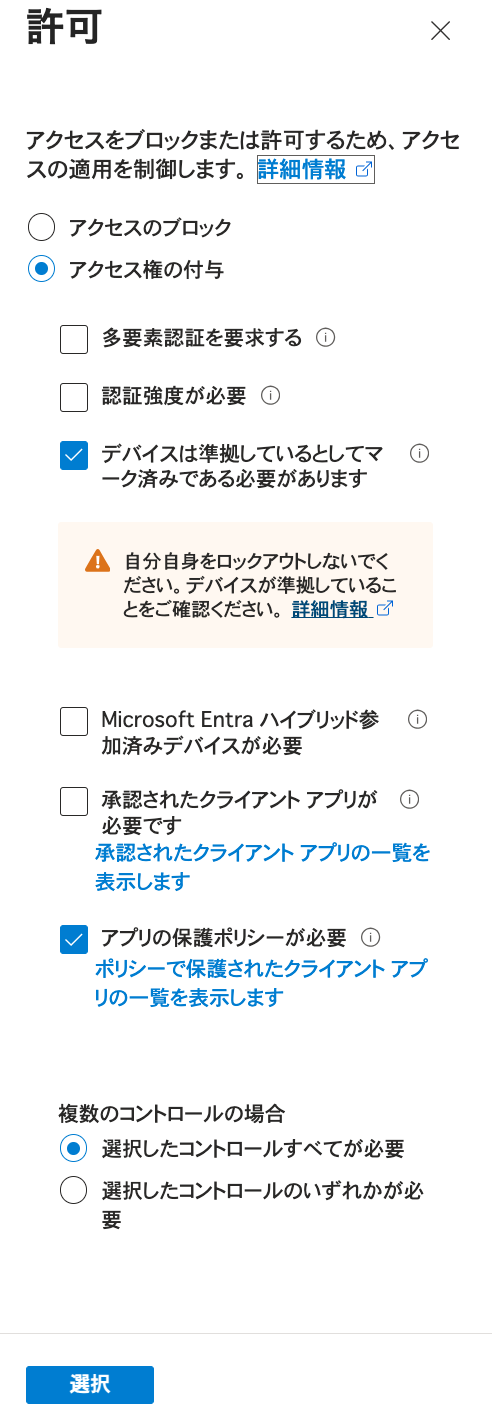 許可
アクセスをブロックまたは許可するため、アクセ
スの適用を制御します。 詳細情報
アクセスのブロック
アクセス権の付与
多要素認証を要求する
認証強度が必要
デバイスは準拠しているとしてマ
ーク済みである必要があります
自分自身をロックアウトしないでく
ださい。デバイスが準拠しているこ
とをご確認ください。 詳細情報
Microsoft Entra ハイブリッド参
加済みデバイスが必要
承認されたクライアント アプリが
必要です
承認されたクライアント アプリの一覧を
表示します
アプリの保護ポリシーが必要
ポリシーで保護されたクライアント アプ
リの一覧を表示します
複数のコントロールの場合
選択したコントロールすべてが必要
選択したコントロールのいずれかが必
要
選択